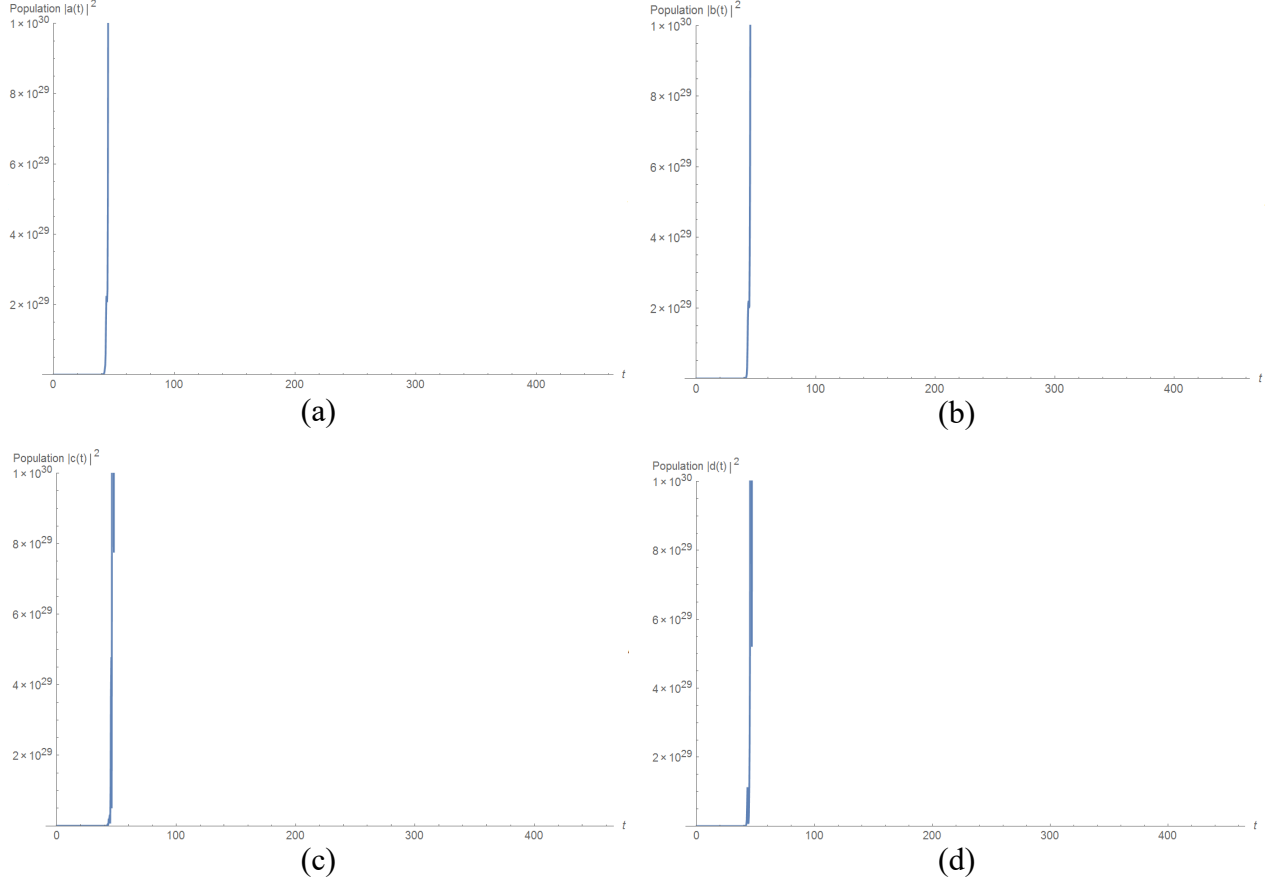 Population |a(t)|²
1 × 10³⁰
8 × 10²⁹
6 × 10²⁹
4 × 10²⁹
2 × 10²⁹
0 100 200 300 400 t
(a)
Population |b(t)|²
1 × 10³⁰
8 × 10²⁹
6 × 10²⁹
4 × 10²⁹
2 × 10²⁹
0 100 200 300 400 t
(b)
Population |c(t)|²
1 × 10³⁰
8 × 10²⁹
6 × 10²⁹
4 × 10²⁹
2 × 10²⁹
0 100 200 300 400 t
(c)
Population |d(t)|²
1 × 10³⁰
8 × 10²⁹
6 × 10²⁹
4 × 10²⁹
2 × 10²⁹
0 100 200 300 400 t
(d)